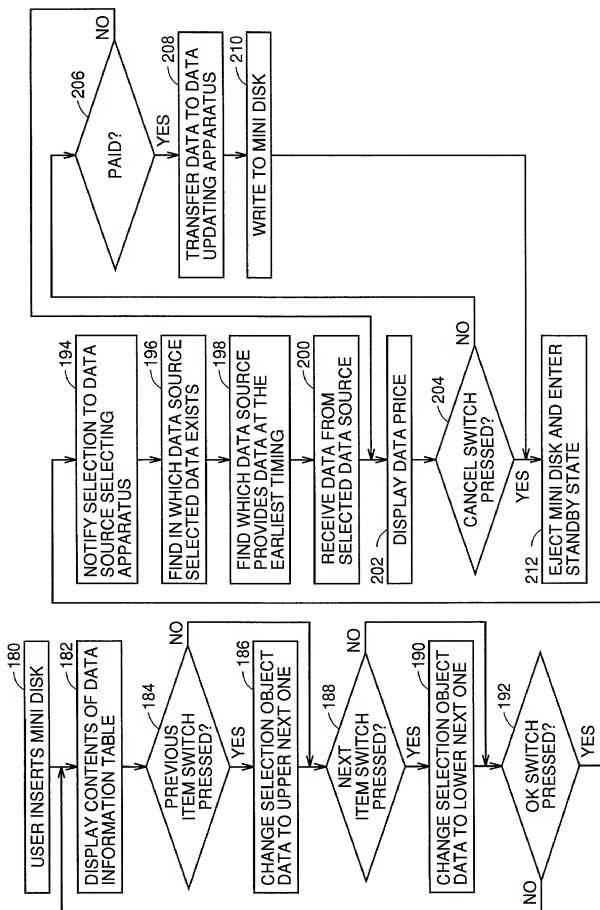 180
USER INSERTS MINI DISK
182
DISPLAY CONTENTS OF DATA
INFORMATION TABLE
184
PREVIOUS
ITEM SWITCH
PRESSED?
NO
YES
186
CHANGE SELECTION OBJECT
DATA TO UPPER NEXT ONE
188
NEXT
ITEM SWITCH
PRESSED?
NO
YES
190
CHANGE SELECTION OBJECT
DATA TO LOWER NEXT ONE
192
OK SWITCH
PRESSED?
NO
YES
194
NOTIFY SELECTION TO DATA
SOURCE SELECTING
APPARATUS
196
FIND IN WHICH DATA SOURCE
SELECTED DATA EXISTS
198
FIND WHICH DATA SOURCE
PROVIDES DATA AT THE
EARLIEST TIMING
200
RECEIVE DATA FROM
SELECTED DATA SOURCE
202
DISPLAY DATA PRICE
204
CANCEL SWITCH
PRESSED?
NO
YES
212
EJECT MINI DISK AND ENTER
STANDBY STATE
206
PAID?
NO
YES
208
TRANSFER DATA TO DATA
UPDATING APPARATUS
210
WRITE TO MINI DISK